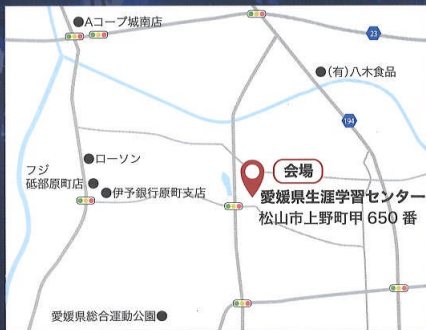 Aコープ城南店
23
(有)八木食品
194
ローソン
フジ
砥部原町店
伊予銀行原町支店
会場
愛媛県生涯学習センター
松山市上野町甲650番
愛媛県総合運動公園